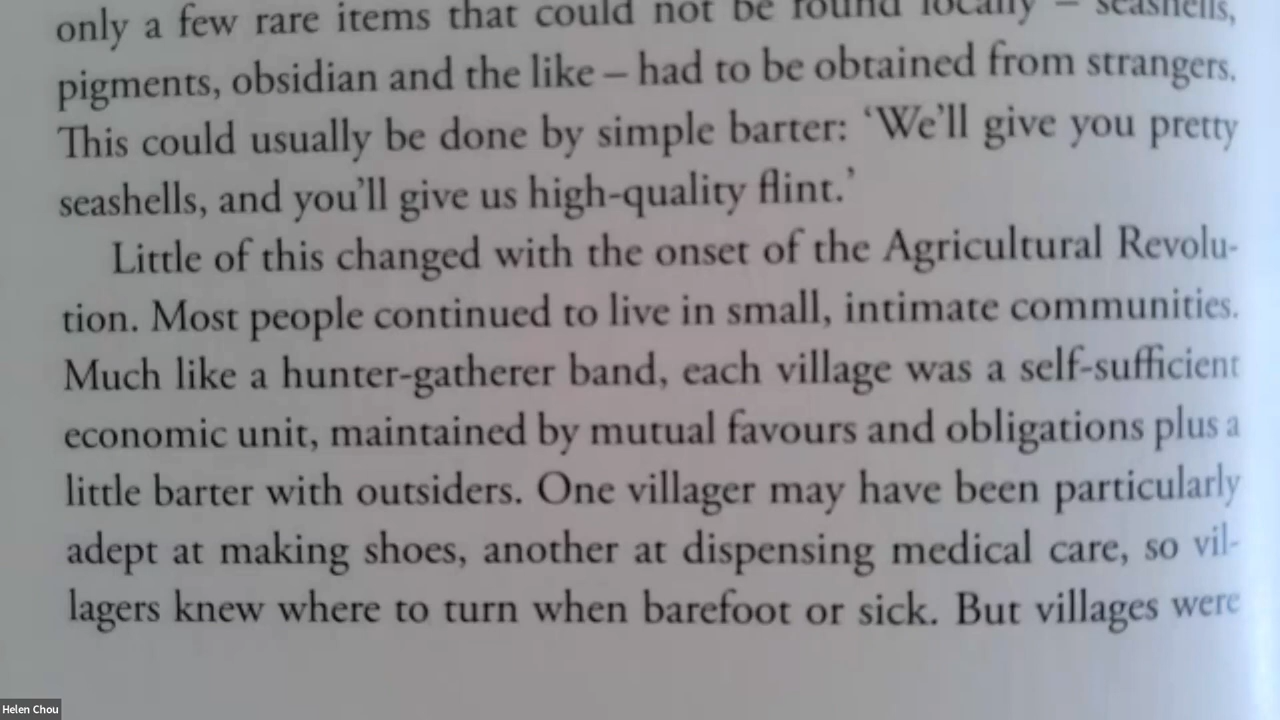 only a few rare items that could not be found locally – seashells,
pigments, obsidian and the like – had to be obtained from strangers.
This could usually be done by simple barter: ‘We’ll give you pretty
seashells, and you’ll give us high-quality flint.’
Little of this changed with the onset of the Agricultural Revolu-
tion. Most people continued to live in small, intimate communities.
Much like a hunter-gatherer band, each village was a self-sufficient
economic unit, maintained by mutual favours and obligations plus a
little barter with outsiders. One villager may have been particularly
adept at making shoes, another at dispensing medical care, so vil-
lagers knew where to turn when barefoot or sick. But villages were
Helen Chou